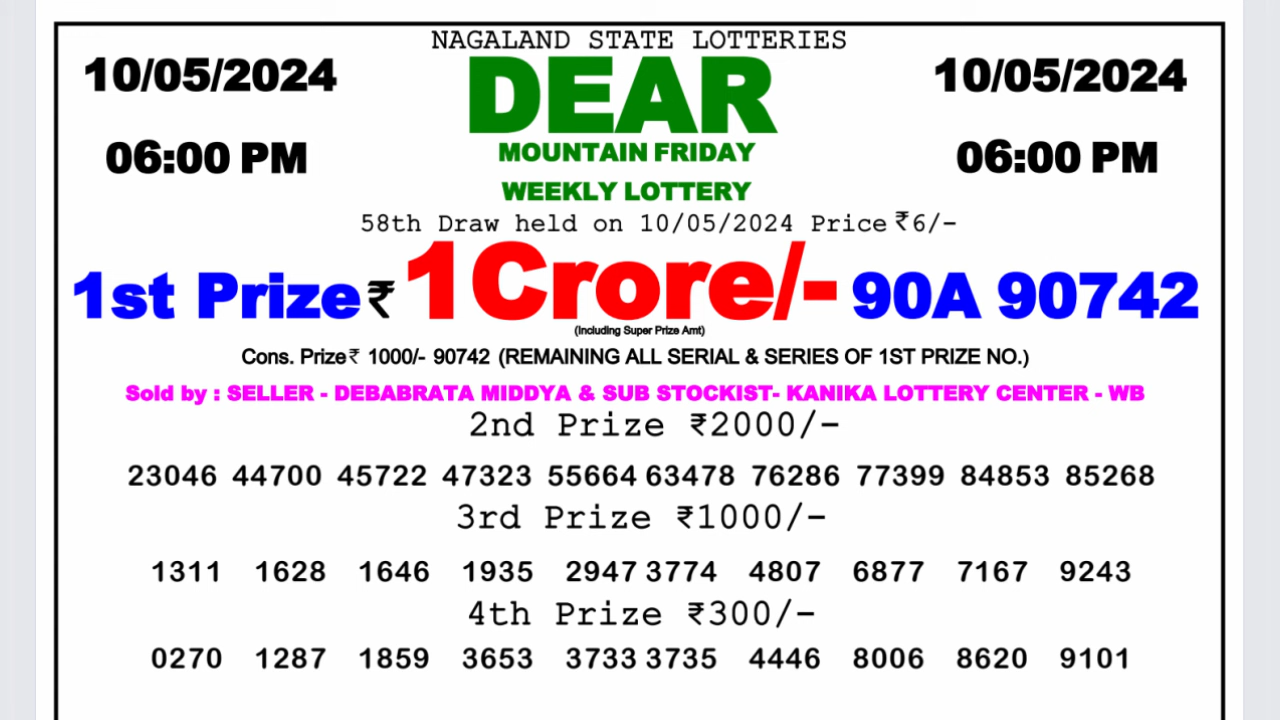 NAGALAND STATE LOTTERIES
10/05/2024 DEAR 10/05/2024
06:00 PM MOUNTAIN FRIDAY 06:00 PM
WEEKLY LOTTERY
58th Draw held on 10/05/2024 Price ₹6/-
1st Prize ₹ 1Crore/- 90A 90742
(Including Super Prize Amt)
Cons. Prize ₹ 1000/- 90742 (REMAINING ALL SERIAL & SERIES OF 1ST PRIZE NO.)
Sold by : SELLER - DEBABRATA MIDDYA & SUB STOCKIST- KANIKA LOTTERY CENTER - WB
2nd Prize ₹2000/-
23046 44700 45722 47323 55664 63478 76286 77399 84853 85268
3rd Prize ₹1000/-
1311 1628 1646 1935 2947 3774 4807 6877 7167 9243
4th Prize ₹300/-
0270 1287 1859 3653 3733 3735 4446 8006 8620 9101